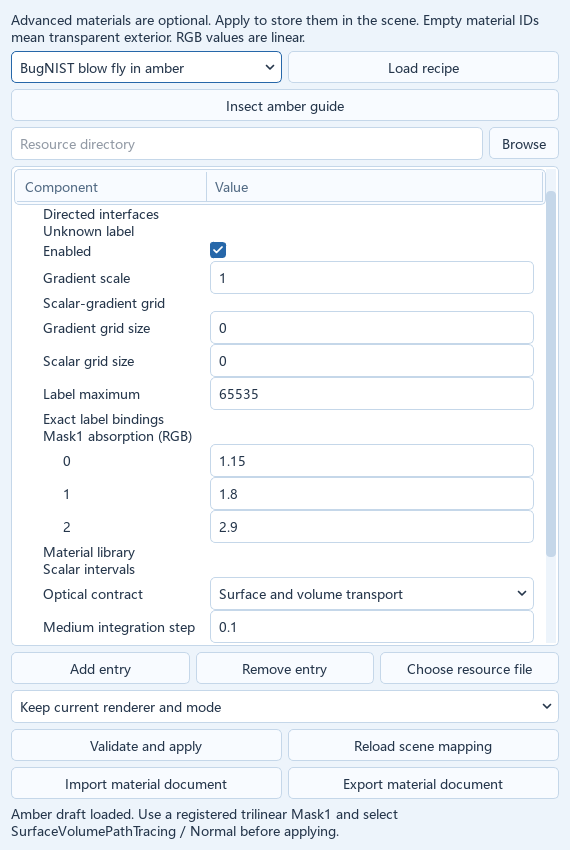 Advanced materials are optional. Apply to store them in the scene. Empty material IDs
mean transparent exterior. RGB values are linear.
BugNIST blow fly in amber
Load recipe
Insect amber guide
Resource directory
Browse
Component
Value
Directed interfaces
Unknown label
Enabled
Gradient scale
1
Scalar-gradient grid
Gradient grid size
0
Scalar grid size
0
Label maximum
65535
Exact label bindings
Mask1 absorption (RGB)
0
1.15
1
1.8
2
2.9
Material library
Scalar intervals
Optical contract
Surface and volume transport
Medium integration step
0.1
Add entry
Remove entry
Choose resource file
Keep current renderer and mode
Validate and apply
Reload scene mapping
Import material document
Export material document
Amber draft loaded. Use a registered trilinear Mask1 and select
SurfaceVolumePathTracing / Normal before applying.